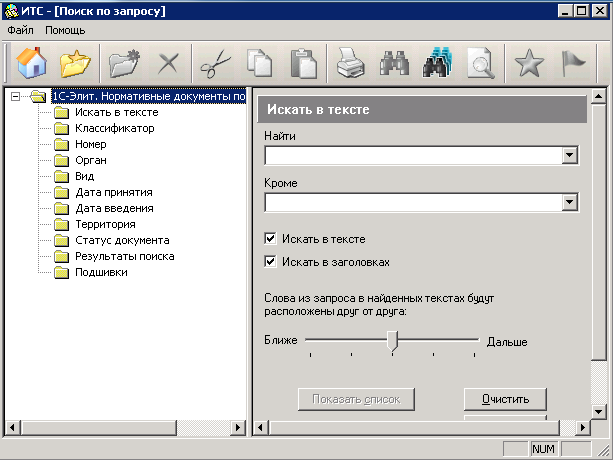 ИТС - [Поиск по запросу]
Файл Помощь
1С-Элит. Нормативные документы по
Искать в тексте
Классификатор
Номер
Орган
Вид
Дата принятия
Дата введения
Территория
Статус документа
Результаты поиска
Подшивки
Искать в тексте
Найти
Кроме
Искать в тексте
Искать в заголовках
Слова из запроса в найденных текстах будут
расположены друг от друга:
Ближе Дальше
Показать список Очистить
NUM